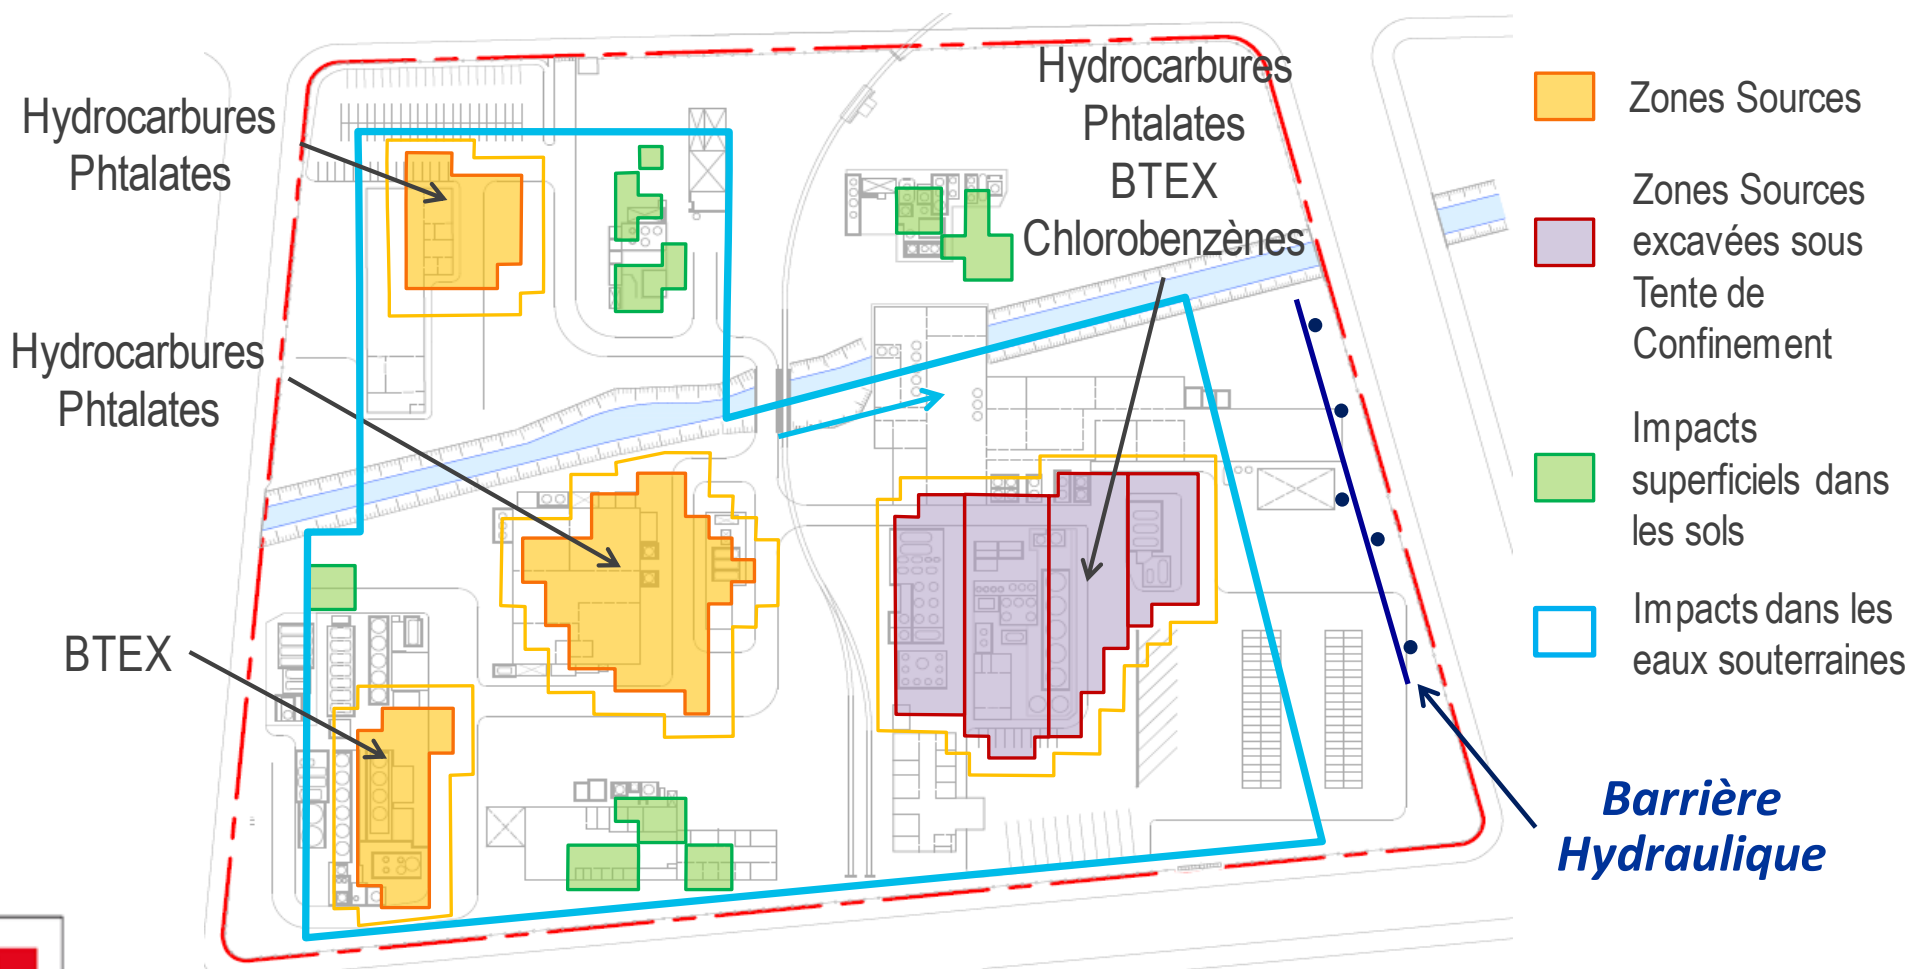 Hydrocarbures
Phtalates
Hydrocarbures
Phtalates
BTEX
Hydrocarbures
Phtalates
BTEX
Chlorobenzènes
Zones Sources
Zones Sources
excavées sous
Tente de
Confinement
Impacts
superficiels dans
les sols
Impacts dans les
eaux souterraines
Barrière
Hydraulique